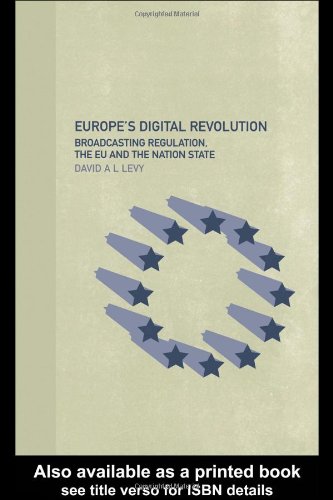 EUROPE'S DIGITAL REVOLUTION
BROADCASTING REGULATION,
THE EU AND THE NATION STATE
DAVID A L LEVY
Also available as a printed book
see title verso for ISBN details